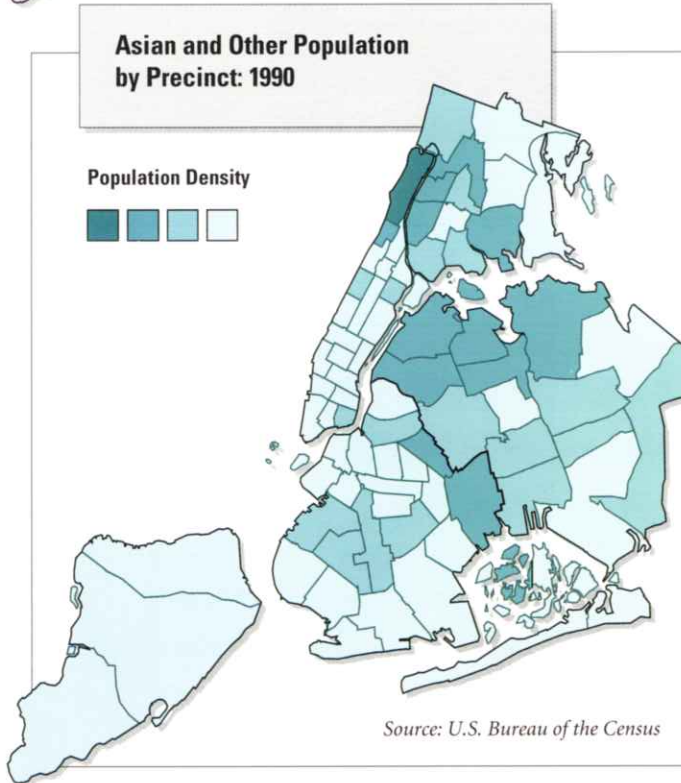 Asian and Other Population
by Precinct: 1990
Population Density
Source: U.S. Bureau of the Census